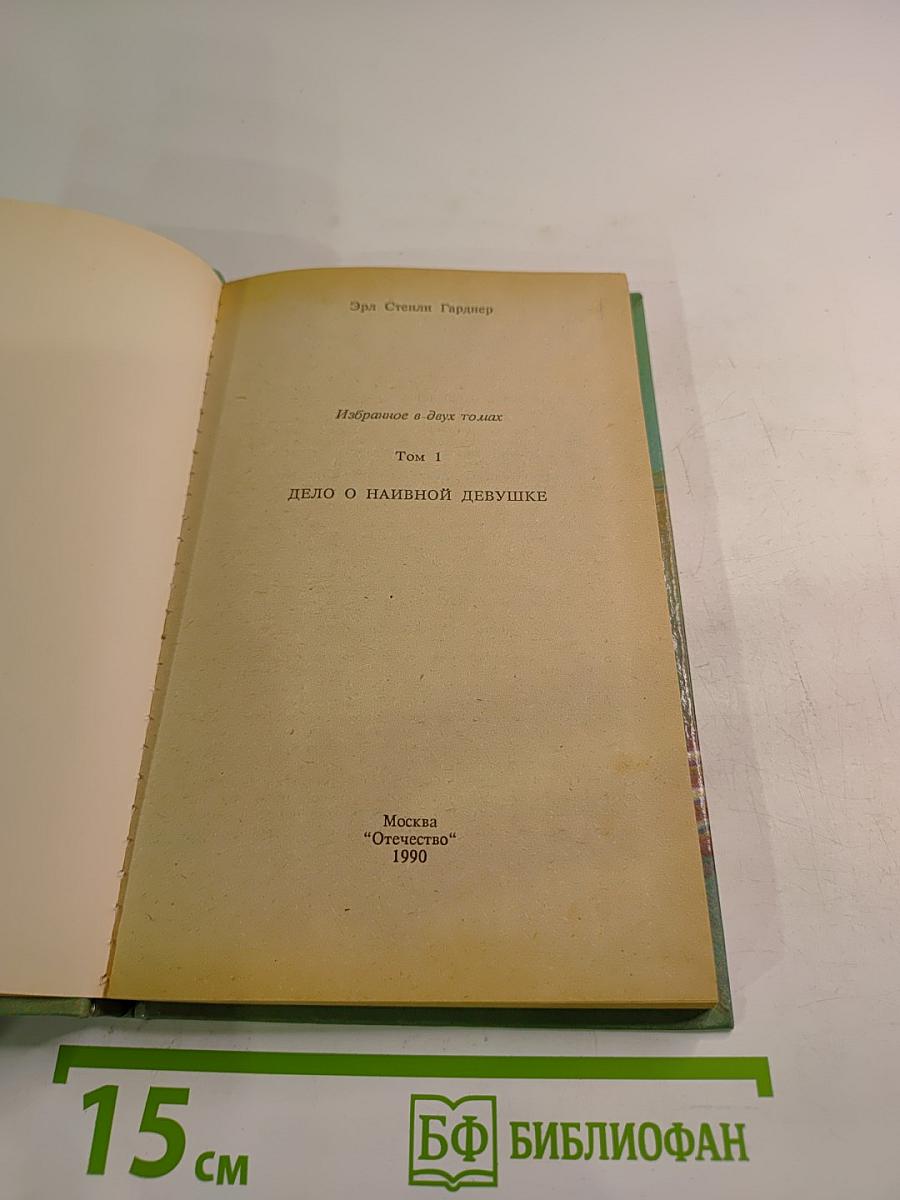 Эрл Стенли Гарднер
Избранное в двух томах
Том 1
ДЕЛО О НАИВНОЙ ДЕВУШКЕ
Москва
“Отечество“
1990
15 см
БФ БИБЛИОФАН